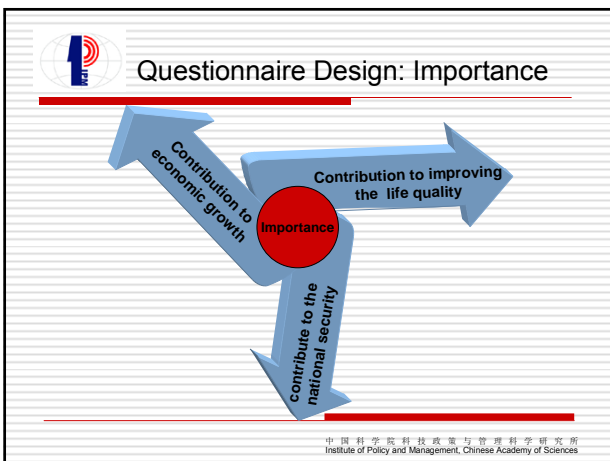 IPM
Questionnaire Design: Importance
Contribution to
economic growth
Contribution to improving
the life quality
Importance
contribute to the
national security
中国科学院科技政策与管理科学研究所
Institute of Policy and Management, Chinese Academy of Sciences